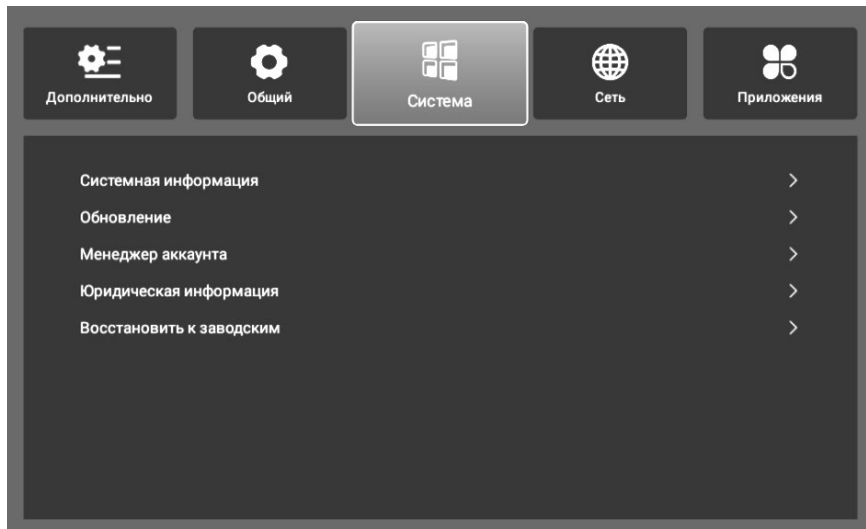 Дополнительно
Общий
Система
Сеть
Приложения
Системная информация
Обновление
Менеджер аккаунта
Юридическая информация
Восстановить к заводским